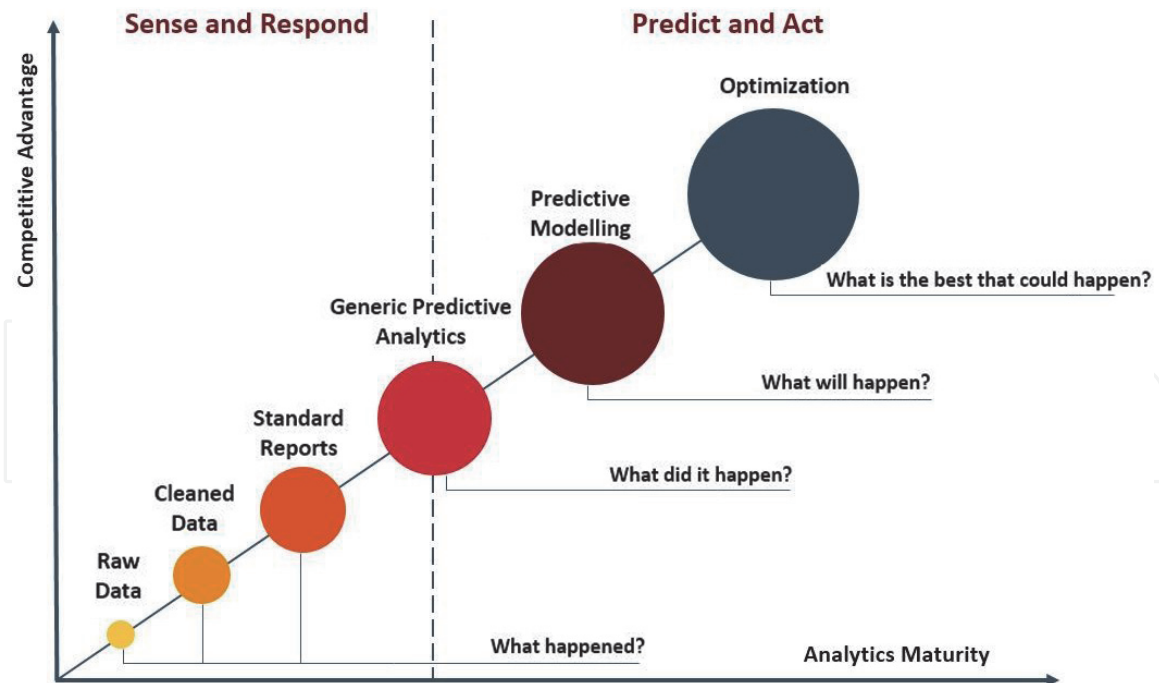 Sense and Respond
Predict and Act
Competitive Advantage
Optimization
Predictive
Modelling
What is the best that could happen?
Generic Predictive
Analytics
What will happen?
Standard
Reports
What did it happen?
Cleaned
Data
Raw
Data
What happened?
Analytics Maturity